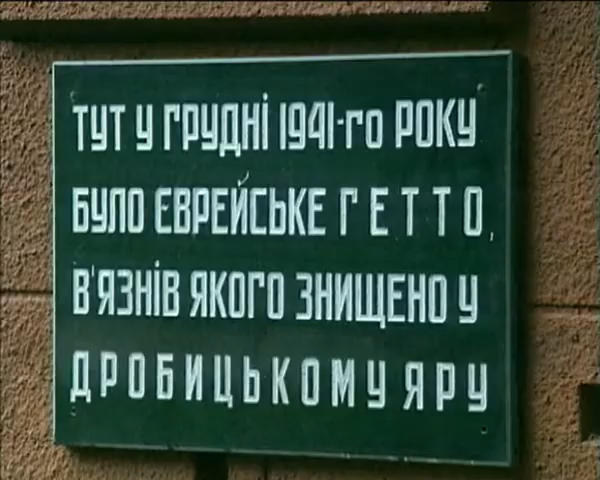 ТУТ У ГРУДНІ 1941-го РОКУ
БУЛО ЄВРЕЙСЬКЕ ГЕТТО,
В'ЯЗНІВ ЯКОГО ЗНИЩЕНО У
ДРОБИЦЬКОМУ ЯРУ